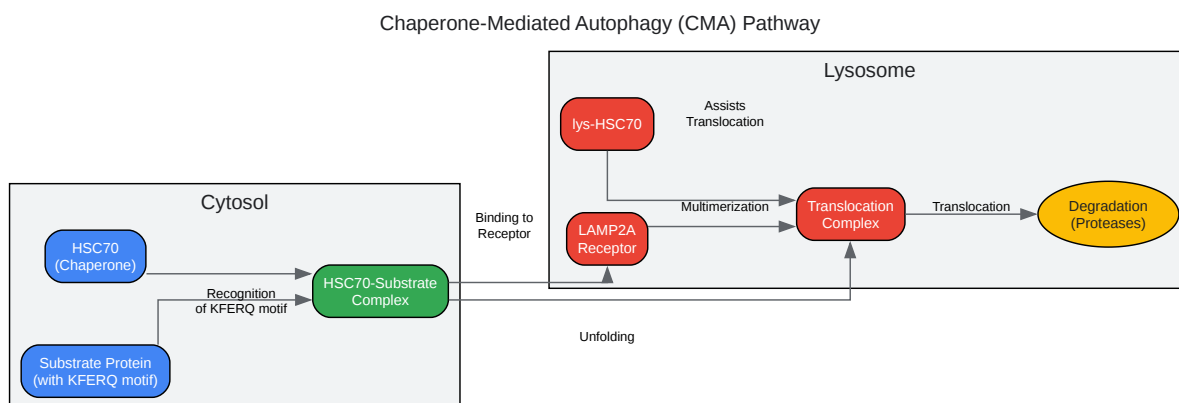 Chaperone-Mediated Autophagy (CMA) Pathway
Lysosome
lys-HSC70
Assists
Translocation
Cytosol
HSC70
(Chaperone)
Recognition
of KFERQ motif
Substrate Protein
(with KFERQ motif)
HSC70-Substrate
Complex
Binding to
Receptor
LAMP2A
Receptor
Multimerization
Unfolding
Translocation
Complex
Translocation
Degradation
(Proteases)